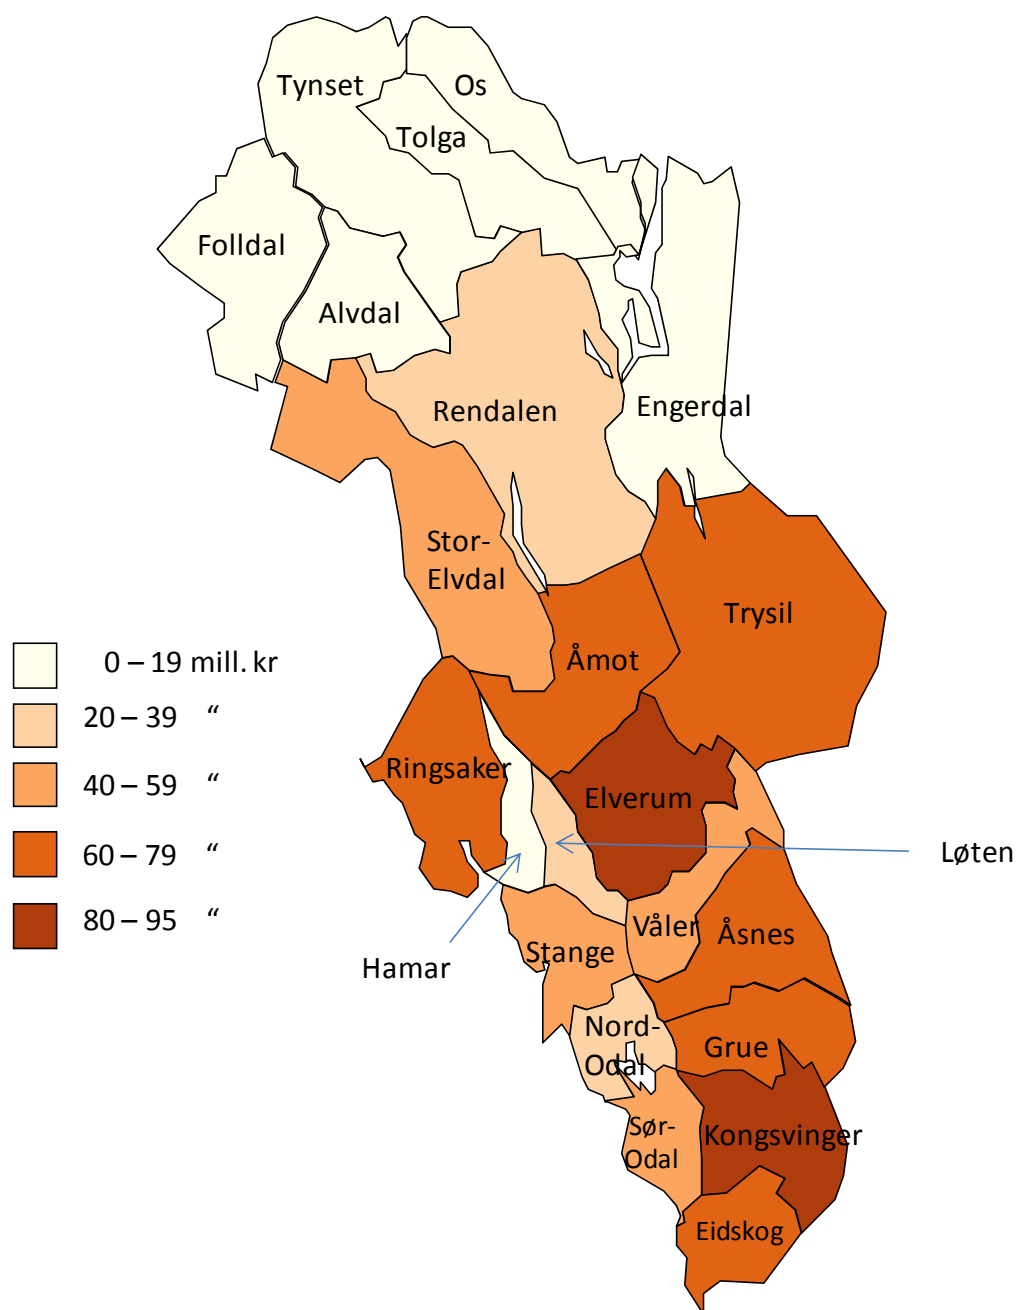 Tynset
Os
Tolga
Folldal
Alvdal
Rendalen
Engerdal
Stor-
Elvdal
Trysil
Åmot
0 – 19 mill. kr
20 – 39 “
40 – 59 “
60 – 79 “
80 – 95 “
Ringsaker
Elverum
Løten
Hamar
Stange
Våler
Åsnes
Nord-
Odal
Grue
Sør-
Odal
Kongsvinger
Eidskog